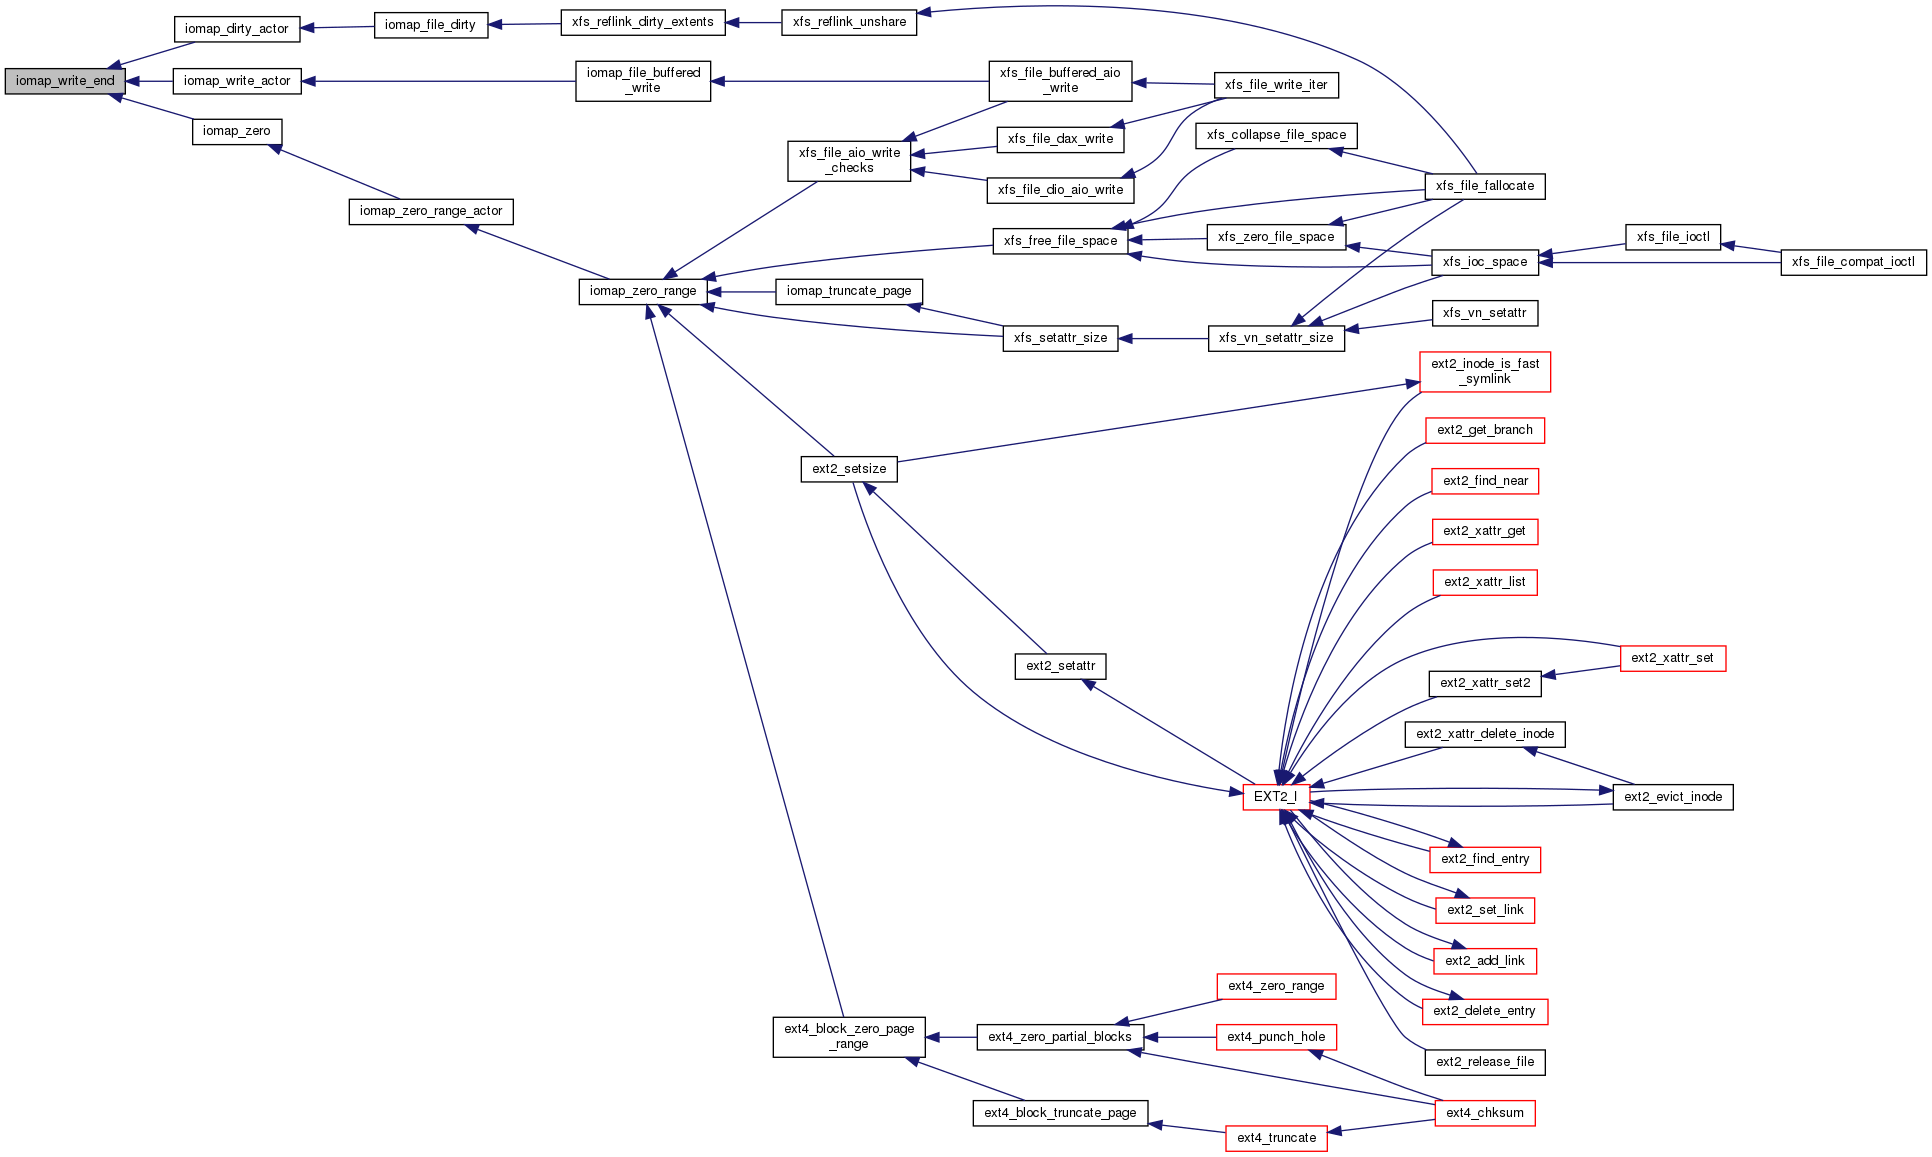 iomap_write_end
iomap_dirty_actor
iomap_file_dirty
xfs_reflink_dirty_extents
xfs_reflink_unshare
iomap_write_actor
iomap_file_buffered
_write
xfs_file_buffered_aio
_write
xfs_file_write_iter
iomap_zero
xfs_file_aio_write
_checks
xfs_file_dax_write
xfs_file_dio_aio_write
xfs_collapse_file_space
xfs_file_fallocate
iomap_zero_range_actor
xfs_free_file_space
xfs_zero_file_space
xfs_ioc_space
xfs_file_ioctl
xfs_file_compat_ioctl
iomap_zero_range
iomap_truncate_page
xfs_setattr_size
xfs_vn_setattr_size
xfs_vn_setattr
ext2_inode_is_fast
_symlink
ext2_get_branch
ext2_setsize
ext2_find_near
ext2_xattr_get
ext2_xattr_list
ext2_setattr
ext2_xattr_set
ext2_xattr_set2
ext2_xattr_delete_inode
EXT2_I
ext2_evict_inode
ext2_find_entry
ext2_set_link
ext2_add_link
ext2_delete_entry
ext2_release_file
ext4_block_zero_page
_range
ext4_zero_partial_blocks
ext4_zero_range
ext4_punch_hole
ext4_block_truncate_page
ext4_truncate
ext4_chksum